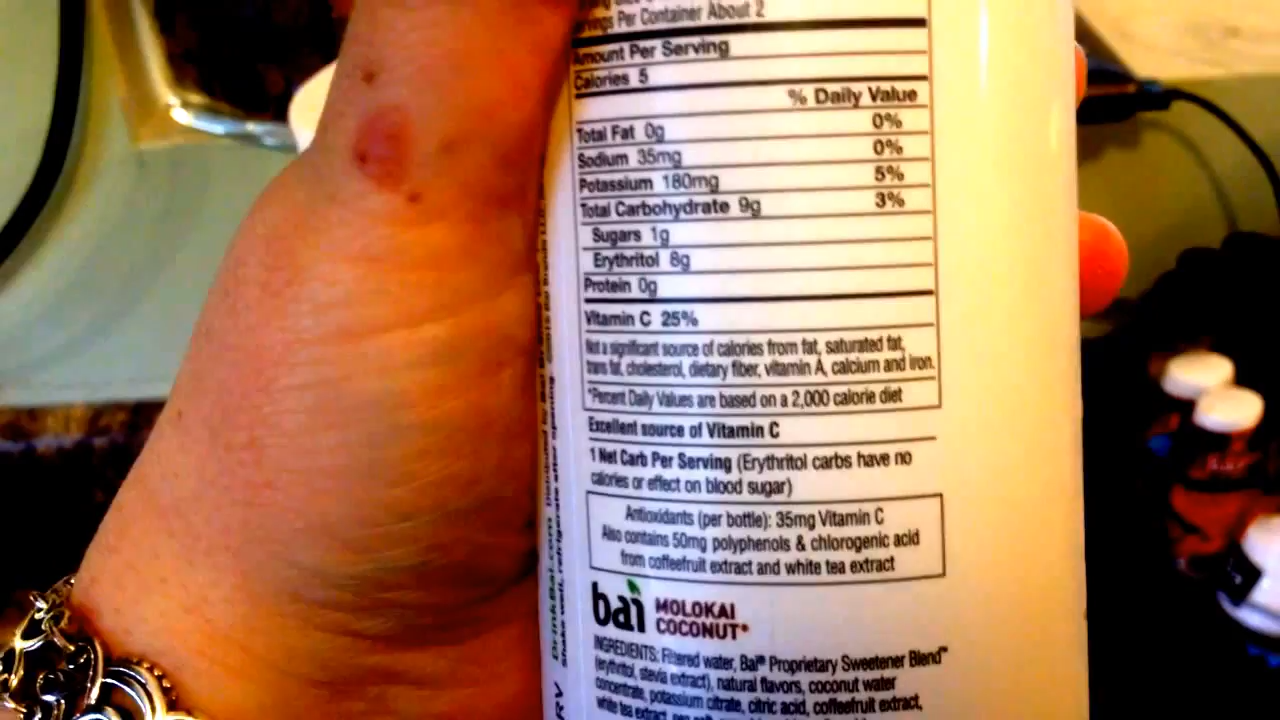 Per Container About 2
Amount Per Serving
Calories 5
% Daily Value
Total Fat 0g 0%
Sodium 35mg 0%
Potassium 180mg 5%
Total Carbohydrate 9g 3%
Sugars 1g
Erythritol 8g
Protein 0g
Vitamin C 25%
Not a significant source of calories from fat, saturated fat,
trans fat, cholesterol, dietary fiber, vitamin A, calcium and iron.
*Percent Daily Values are based on a 2,000 calorie diet
Excellent source of Vitamin C
1 Net Carb Per Serving (Erythritol carbs have no
calories or effect on blood sugar)
Antioxidants (per bottle): 35mg Vitamin C
Also contains 50mg polyphenols & chlorogenic acid
from coffeefruit extract and white tea extract
bai MOLOKAI
COCONUT*
INGREDIENTS: Filtered water, Bai® Proprietary Sweetener Blend™
(erythritol, stevia extract), natural flavors, coconut water
concentrate, potassium citrate, citric acid, coffeefruit extract,
white tea extract,
DrinkBai.com Distributed by Bai
Shake well, refrigerate after opening.